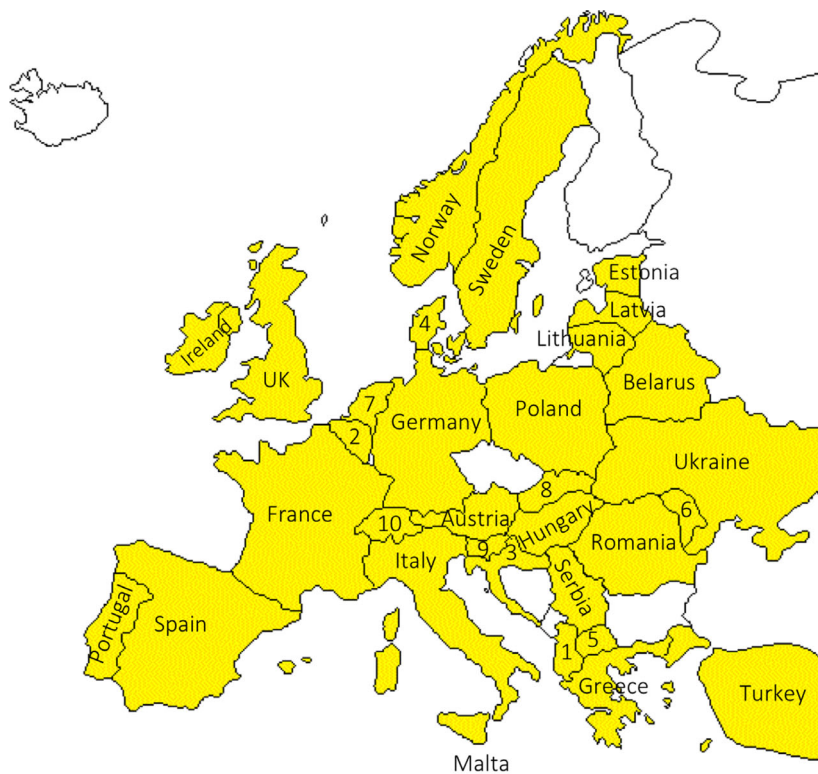 Norway
Sweden
Estonia
Latvja
4
Lithuania
Ireland
UK
Belarus
7
Poland
Germany
2
Ukraine
8
France
10
Austria
Hungary
6
Romania
9
3
Italy
Serbia
Portugal
Spain
5
1
Greece
Turkey
Malta